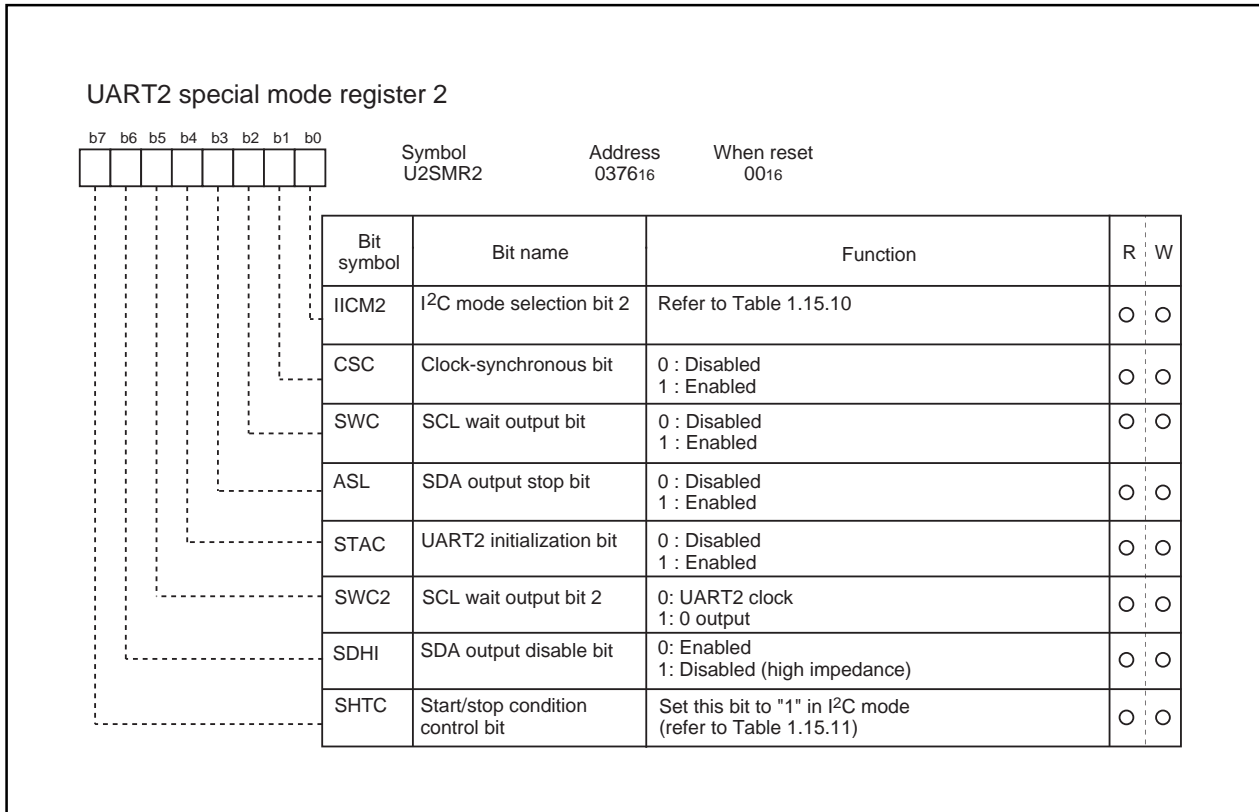 UART2 special mode register 2
b7 b6 b5 b4 b3 b2 b1 b0
Symbol Address When reset
U2SMR2 037616 0016
Bit symbol Bit name Function R W
IICM2 I2C mode selection bit 2 Refer to Table 1.15.10 O O
CSC Clock-synchronous bit 0 : Disabled
1 : Enabled O O
SWC SCL wait output bit 0 : Disabled O O
1 : Enabled
ASL SDA output stop bit 0 : Disabled
1 : Enabled O O
STAC UART2 initialization bit 0 : Disabled
1 : Enabled O O
SWC2 SCL wait output bit 2 0: UART2 clock
1: 0 output O O
SDHI SDA output disable bit 0: Enabled
1: Disabled (high impedance) O O
SHTC Start/stop condition Set this bit to "1" in I2C mode
control bit (refer to Table 1.15.11) O O